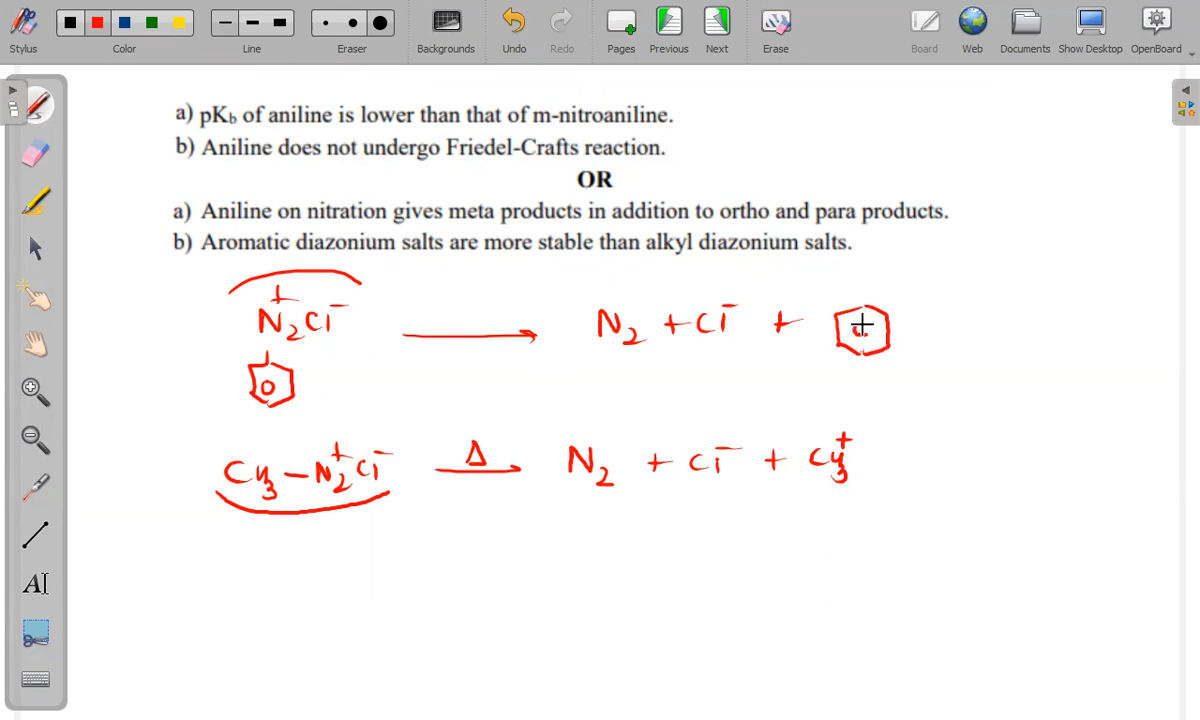 Stylus Color Line Eraser Backgrounds Undo Redo Pages Previous Next Erase Board Web Documents Show Desktop OpenBoard
a) pKb of aniline is lower than that of m-nitroaniline.
b) Aniline does not undergo Friedel-Crafts reaction.
OR
a) Aniline on nitration gives meta products in addition to ortho and para products.
b) Aromatic diazonium salts are more stable than alkyl diazonium salts.
N₂⁺Cl⁻ N₂ + Cl⁻ +
CH₃–N₂⁺Cl⁻ Δ N₂ + Cl⁻ + CH₃⁺
AI